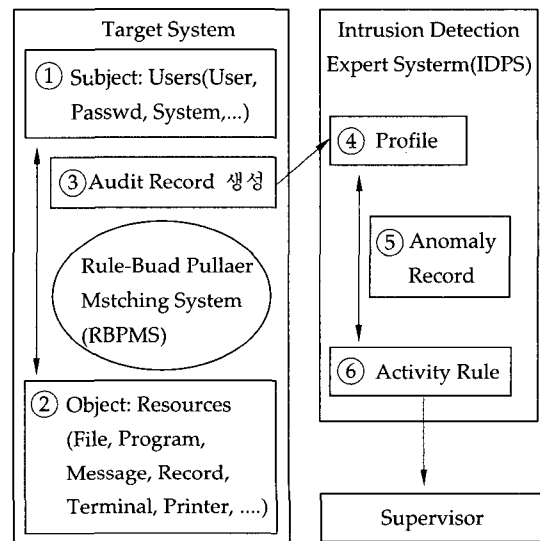 Target System
① Subject: Users(User,
Passwd, System,...)
③ Audit Record 생성
Rule-Buad Pullaer
Mstching System
(RBPMS)
② Object: Resources
(File, Program,
Message, Record,
Terminal, Printer, ....)
Intrusion Detection
Expert Systerm(IDPS)
④ Profile
⑤ Anomaly
Record
⑥ Activity Rule
Supervisor